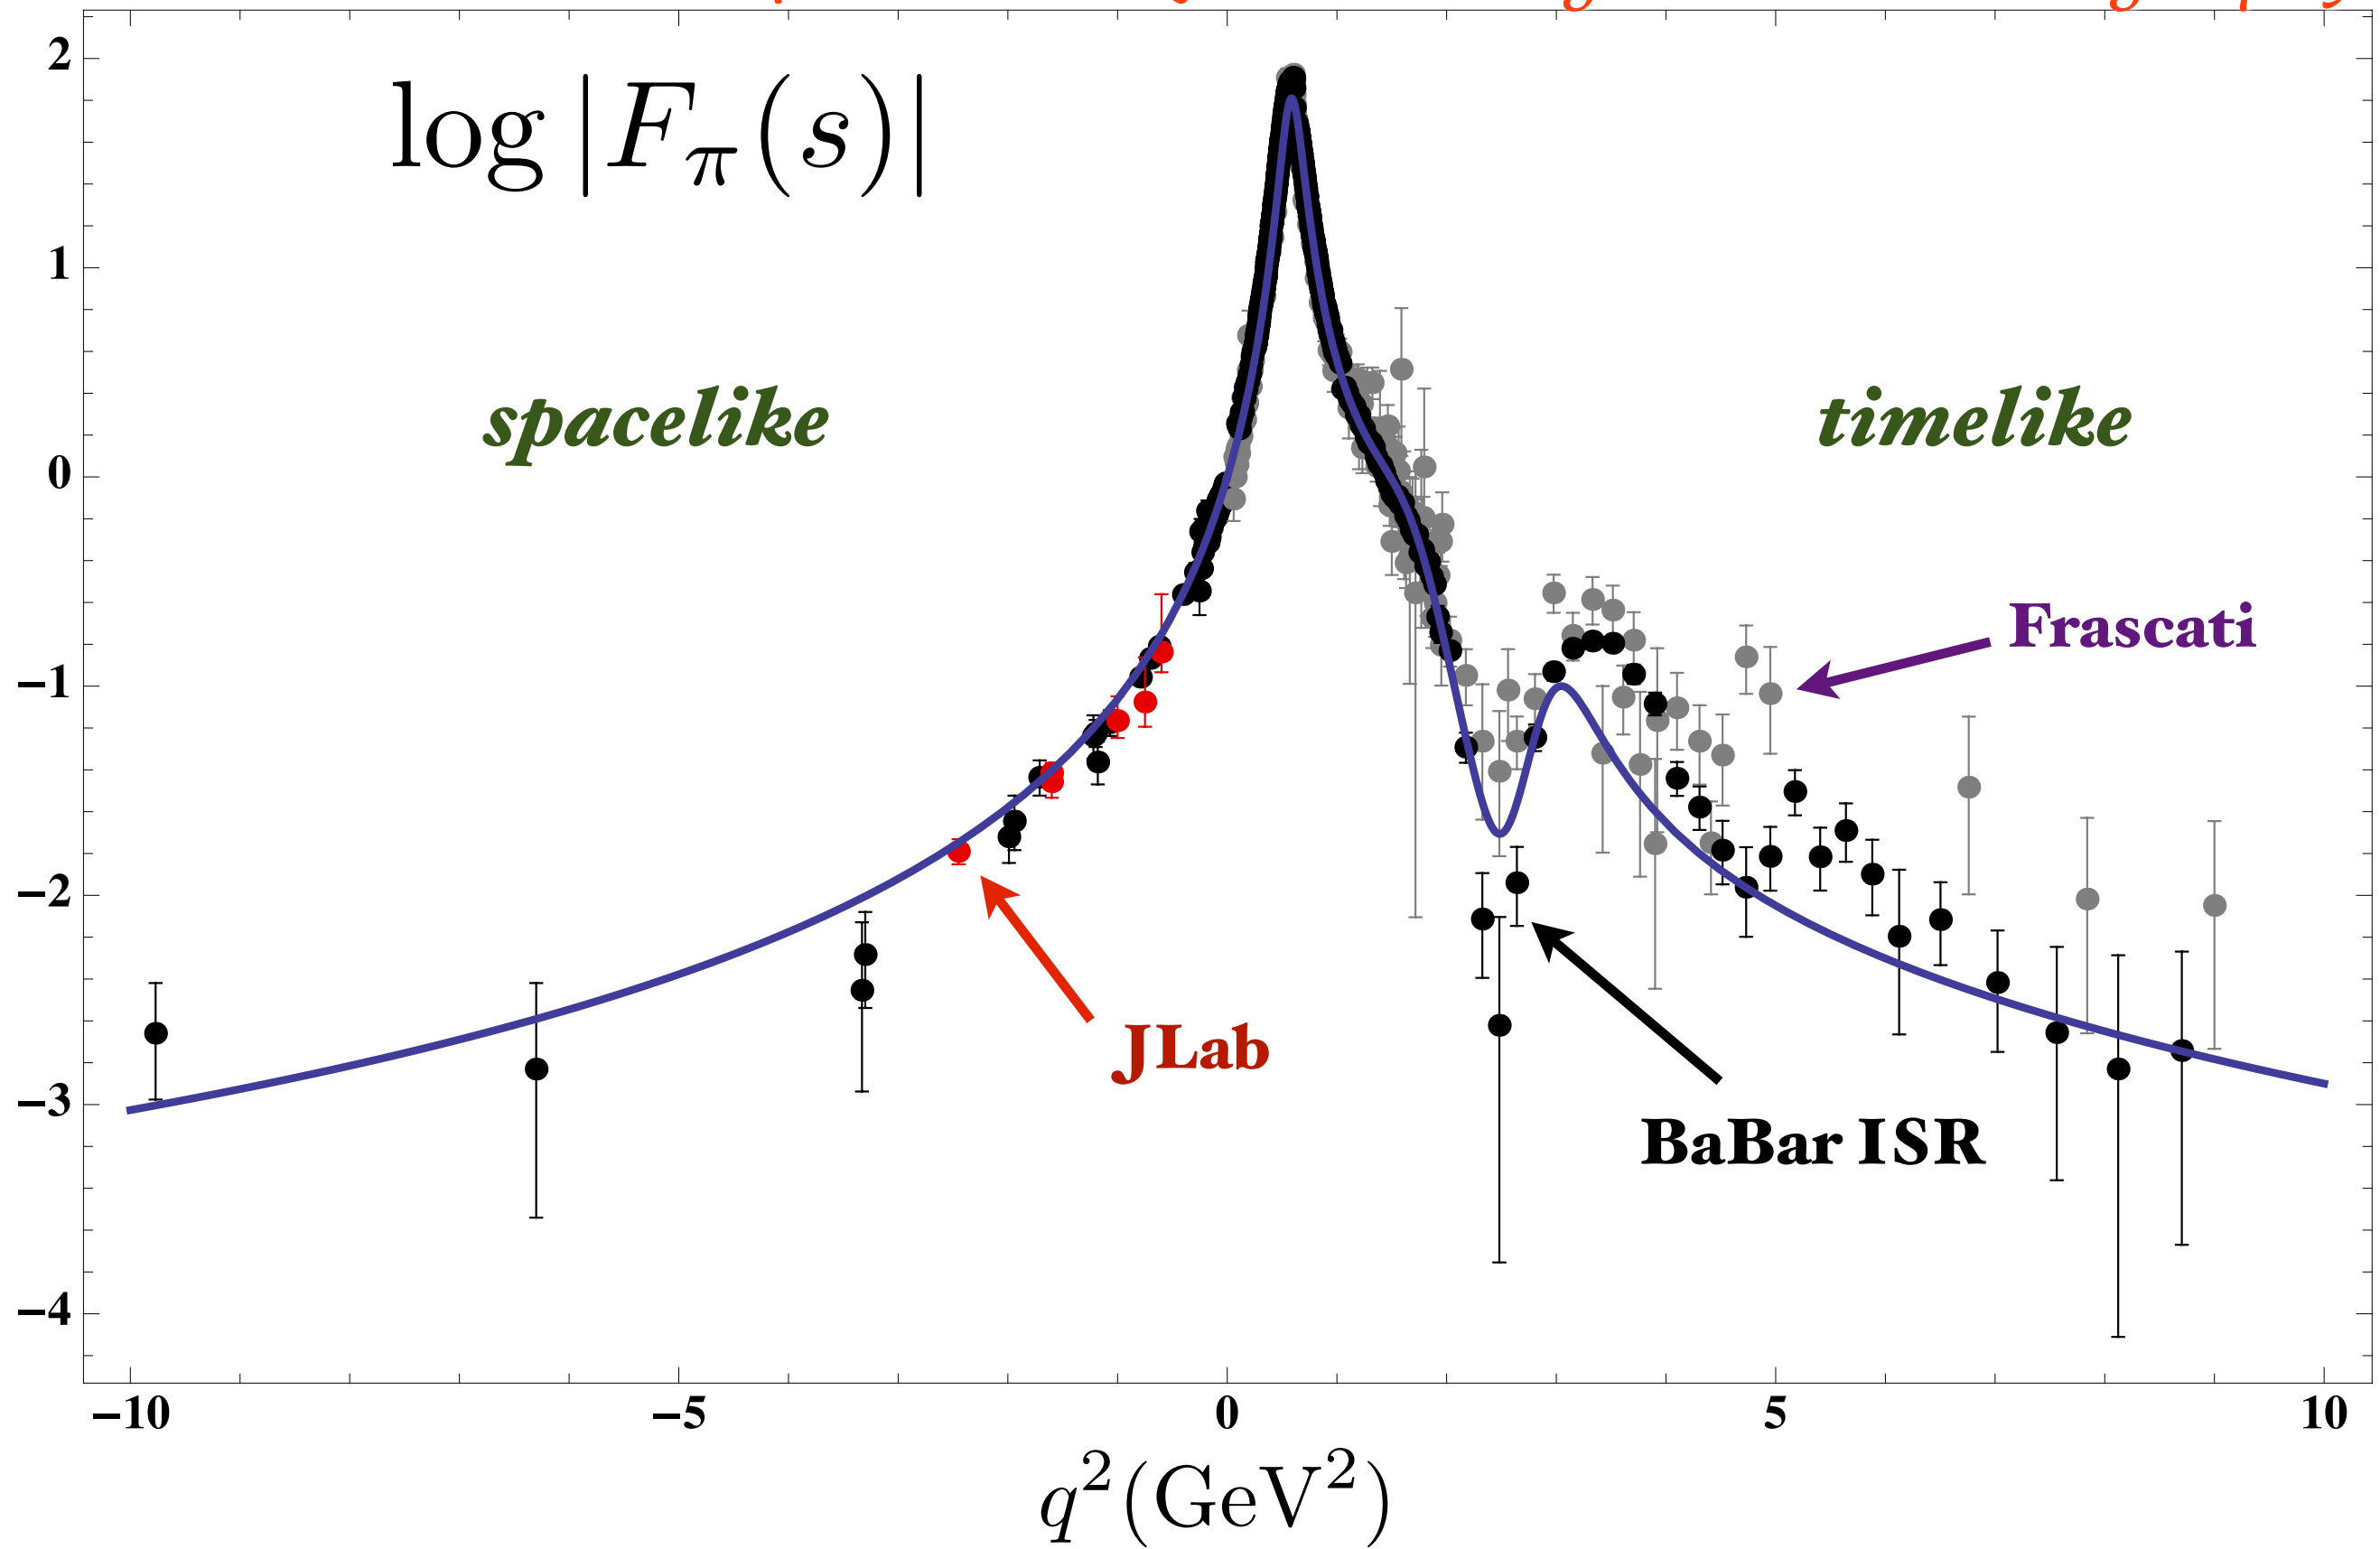 2
log |Fπ(s)|
1
spacelike
timelike
0
Frascati
−1
−2
JLab
−3
BaBar ISR
−4
−10 −5 0 5 10
q²(GeV²)